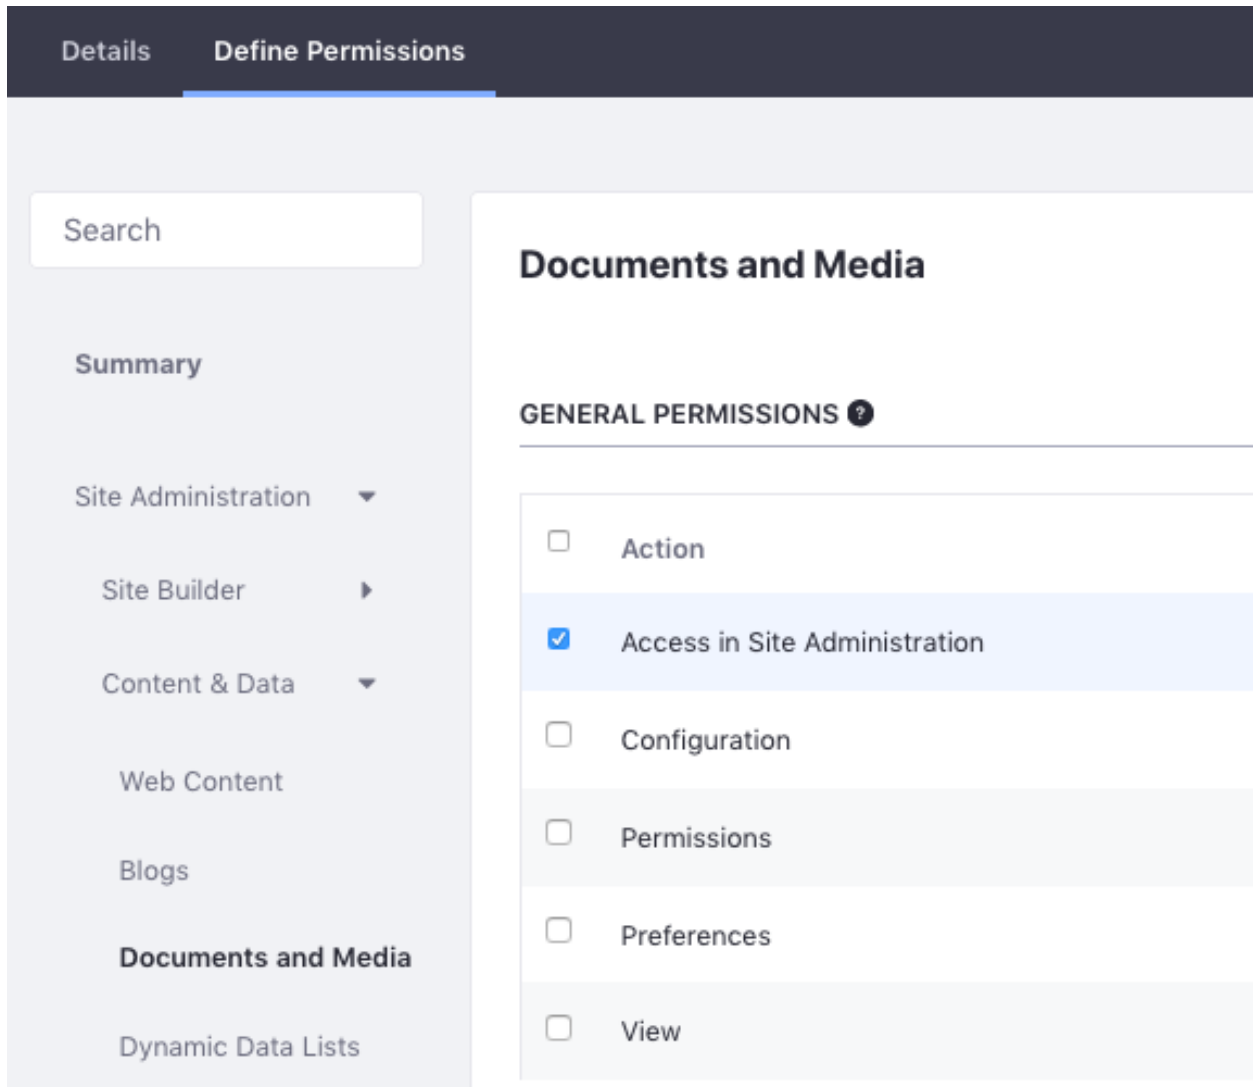 Details
Define Permissions
Search
Summary
Site Administration
Site Builder
Content & Data
Web Content
Blogs
Documents and Media
Dynamic Data Lists
Documents and Media
GENERAL PERMISSIONS ?
Action
Access in Site Administration
Configuration
Permissions
Preferences
View